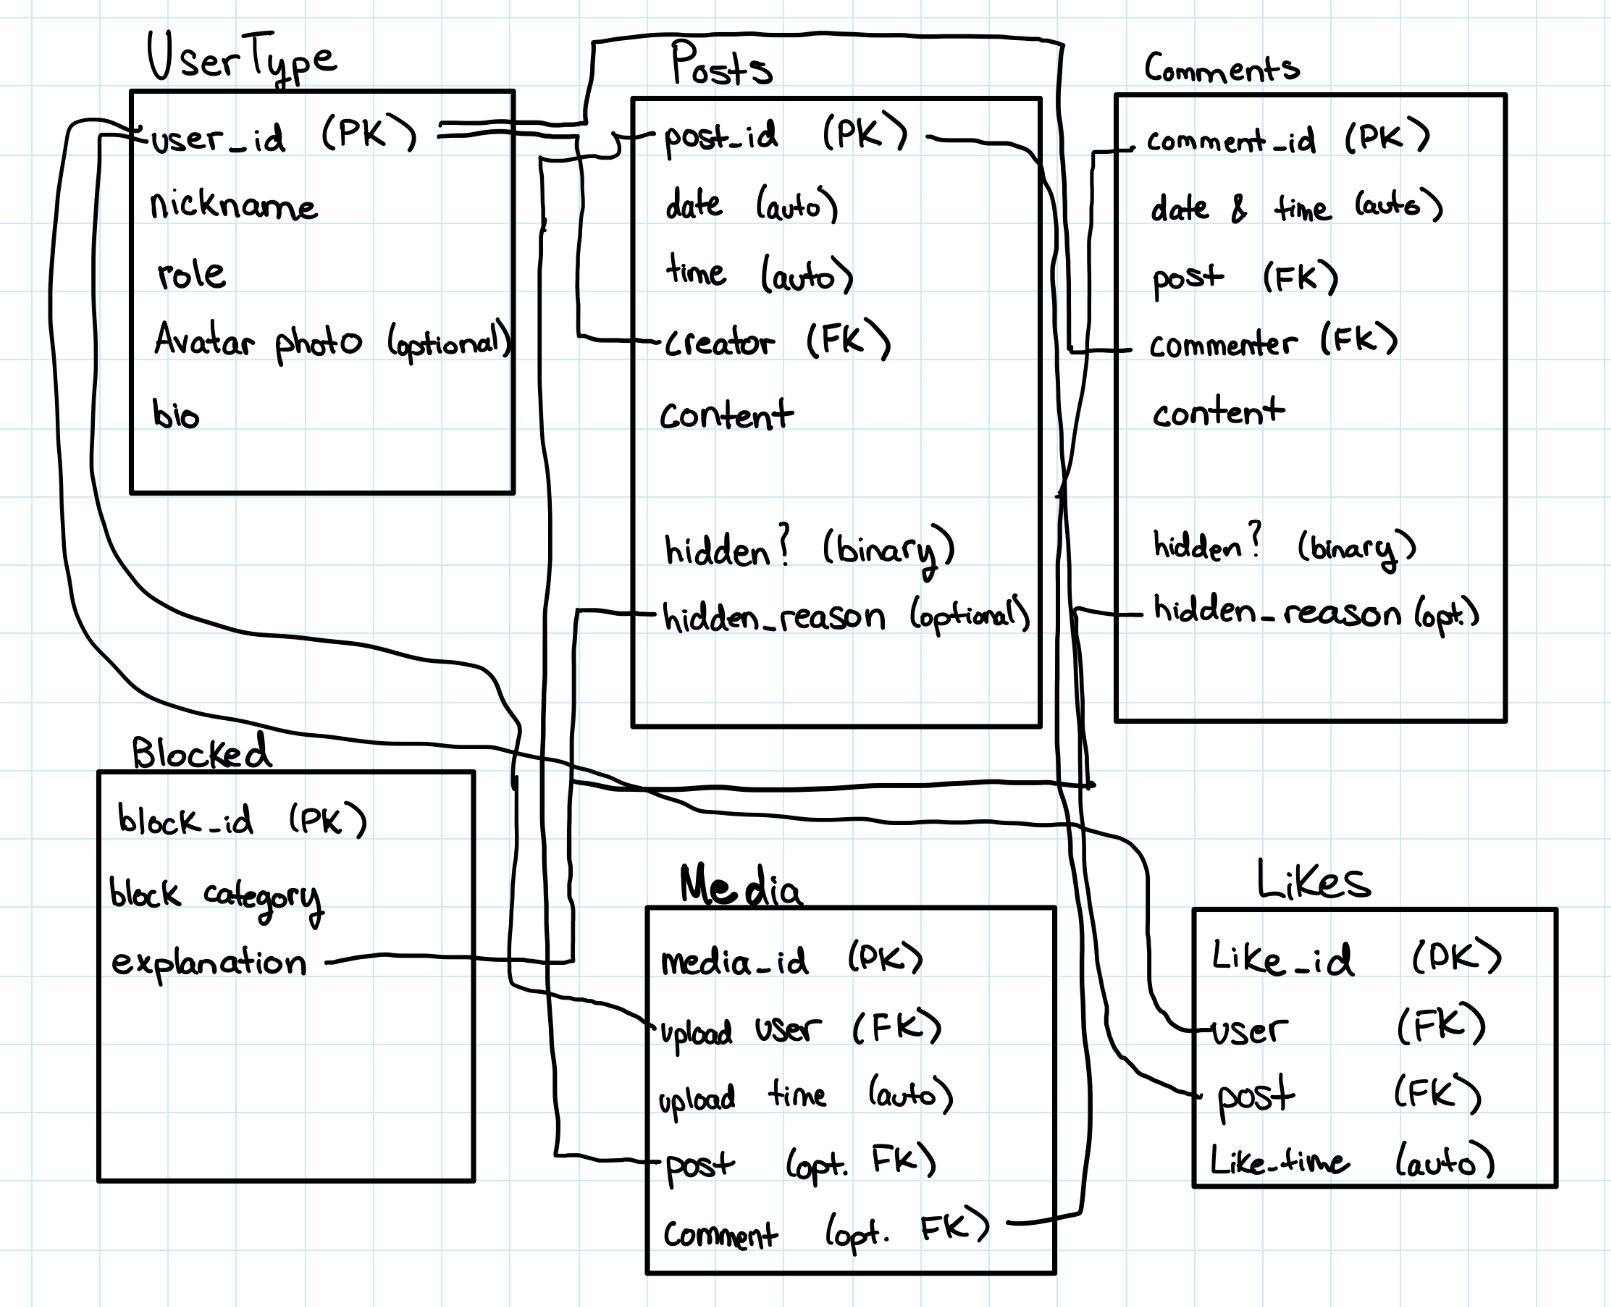 UserType
user_id (PK)
nickname
role
Avatar photo (optional)
bio
Posts
post_id (PK)
date (auto)
time (auto)
creator (FK)
content
hidden? (binary)
hidden_reason (optional)
Comments
comment_id (PK)
date & time (auto)
post (FK)
commenter (FK)
content
hidden? (binary)
hidden_reason (opt.)
Blocked
block_id (PK)
block category
explanation
Media
media_id (PK)
upload user (FK)
upload time (auto)
post (opt. FK)
comment (opt. FK)
Likes
Like_id (PK)
user (FK)
post (FK)
Like-time (auto)